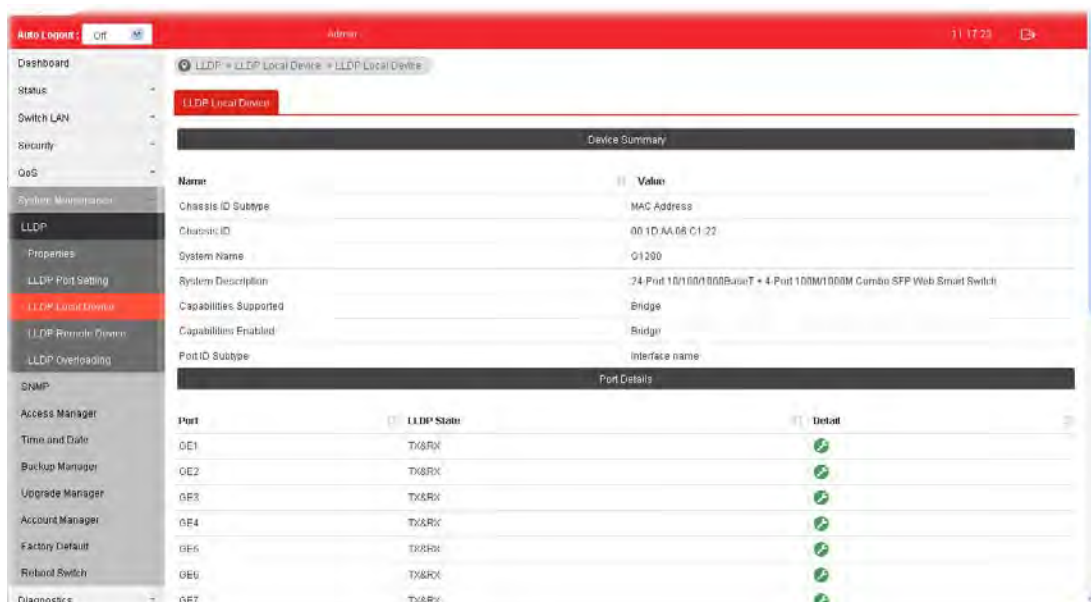 Auto Logout : Off Admin 11:17:23
Dashboard
Status
Switch LAN
Security
QoS
System Maintenance
LLDP
Properties
LLDP Port Setting
LLDP Local Device
LLDP Remote Device
LLDP Overloading
SNMP
Access Manager
Time and Date
Backup Manager
Upgrade Manager
Account Manager
Factory Default
Reboot Switch
Diagnostics
LLDP » LLDP Local Device » LLDP Local Device
LLDP Local Device
Device Summary
Name Value
Chassis ID Subtype MAC Address
Chassis ID 00:1D:AA:06:C1:22
System Name G1280
System Description 24-Port 10/100/1000BaseT + 4-Port 100M/1000M Combo SFP Web Smart Switch
Capabilities Supported Bridge
Capabilities Enabled Bridge
Port ID Subtype Interface name
Port Details
Port LLDP State Detail
GE1 TX&RX
GE2 TX&RX
GE3 TX&RX
GE4 TX&RX
GE5 TX&RX
GE6 TX&RX
GE7 TX&RX